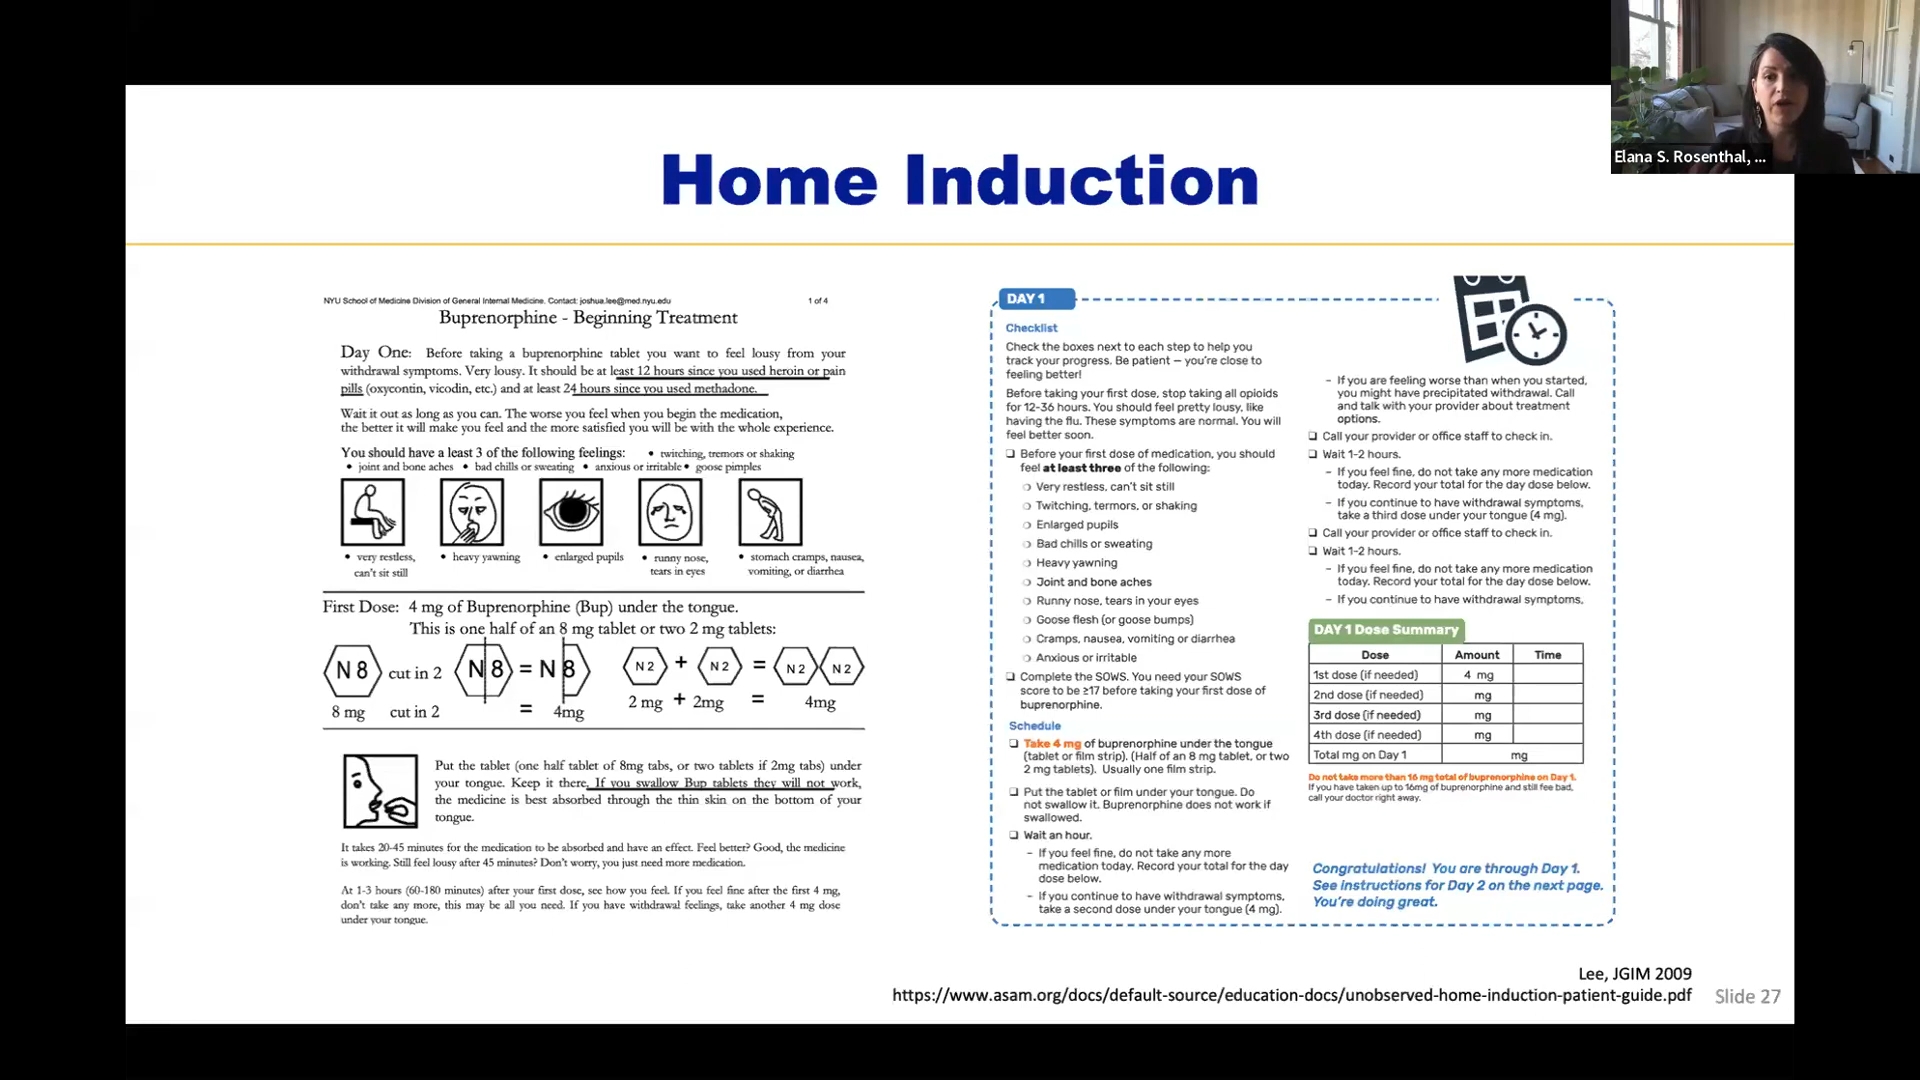 Elana S. Rosenthal, ...
Home Induction
NYU School of Medicine Division of General Internal Medicine. Contact: joshua.lee@med.nyu.edu
1 of 4
Buprenorphine - Beginning Treatment
Day One: Before taking a buprenorphine tablet you want to feel lousy from your
withdrawal symptoms. Very lousy. It should be at least 12 hours since you used heroin or pain
pills (oxycontin, vicodin, etc.) and at least 24 hours since you used methadone.
Wait it out as long as you can. The worse you feel when you begin the medication,
the better it will make you feel and the more satisfied you will be with the whole experience.
You should have a least 3 of the following feelings: • twitching, tremors or shaking
• joint and bone aches • bad chills or sweating • anxious or irritable • goose pimples
• very restless,
can't sit still
• heavy yawning
• enlarged pupils
• runny nose,
tears in eyes
• stomach cramps, nausea,
vomiting, or diarrhea
First Dose: 4 mg of Buprenorphine (Bup) under the tongue.
This is one half of an 8 mg tablet or two 2 mg tablets:
N 8 cut in 2 N 8 = N 8 N 2 + N 2 = N 2 N 2
8 mg cut in 2 = 4mg 2 mg + 2mg = 4mg
Put the tablet (one half tablet of 8mg tabs, or two tablets if 2mg tabs) under
your tongue. Keep it there. If you swallow Bup tablets they will not work,
the medicine is best absorbed through the thin skin on the bottom of your
tongue.
It takes 20-45 minutes for the medication to be absorbed and have an effect. Feel better? Good, the medicine
is working. Still feel lousy after 45 minutes? Don't worry, you just need more medication.
At 1-3 hours (60-180 minutes) after your first dose, see how you feel. If you feel fine after the first 4 mg,
don't take any more, this may be all you need. If you have withdrawal feelings, take another 4 mg dose
under your tongue.
DAY 1
Checklist
Check the boxes next to each step to help you
track your progress. Be patient – you're close to
feeling better!
Before taking your first dose, stop taking all opioids
for 12-36 hours. You should feel pretty lousy, like
having the flu. These symptoms are normal. You will
feel better soon.
❏ Before your first dose of medication, you should
feel at least three of the following:
❍ Very restless, can't sit still
❍ Twitching, termors, or shaking
❍ Enlarged pupils
❍ Bad chills or sweating
❍ Heavy yawning
❍ Joint and bone aches
❍ Runny nose, tears in your eyes
❍ Goose flesh (or goose bumps)
❍ Cramps, nausea, vomiting or diarrhea
❍ Anxious or irritable
❏ Complete the SOWS. You need your SOWS
score to be ≥17 before taking your first dose of
buprenorphine.
Schedule
❏ Take 4 mg of buprenorphine under the tongue
(tablet or film strip). (Half of an 8 mg tablet, or two
2 mg tablets). Usually one film strip.
❏ Put the tablet or film under your tongue. Do
not swallow it. Buprenorphine does not work if
swallowed.
❏ Wait an hour.
– If you feel fine, do not take any more
medication today. Record your total for the day
dose below.
– If you continue to have withdrawal symptoms,
take a second dose under your tongue (4 mg).
– If you are feeling worse than when you started,
you might have precipitated withdrawal. Call
and talk with your provider about treatment
options.
❏ Call your provider or office staff to check in.
❏ Wait 1-2 hours.
– If you feel fine, do not take any more medication
today. Record your total for the day dose below.
– If you continue to have withdrawal symptoms,
take a third dose under your tongue (4 mg).
❏ Call your provider or office staff to check in.
❏ Wait 1-2 hours.
– If you feel fine, do not take any more medication
today. Record your total for the day dose below.
– If you continue to have withdrawal symptoms,
DAY 1 Dose Summary
Dose Amount Time
1st dose (if needed) 4 mg
2nd dose (if needed) mg
3rd dose (if needed) mg
4th dose (if needed) mg
Total mg on Day 1 mg
Do not take more than 16 mg total of buprenorphine on Day 1.
If you have taken up to 16mg of buprenorphine and still fee bad,
call your doctor right away.
Congratulations! You are through Day 1.
See instructions for Day 2 on the next page.
You're doing great.
Lee, JGIM 2009
https://www.asam.org/docs/default-source/education-docs/unobserved-home-induction-patient-guide.pdf
Slide 27